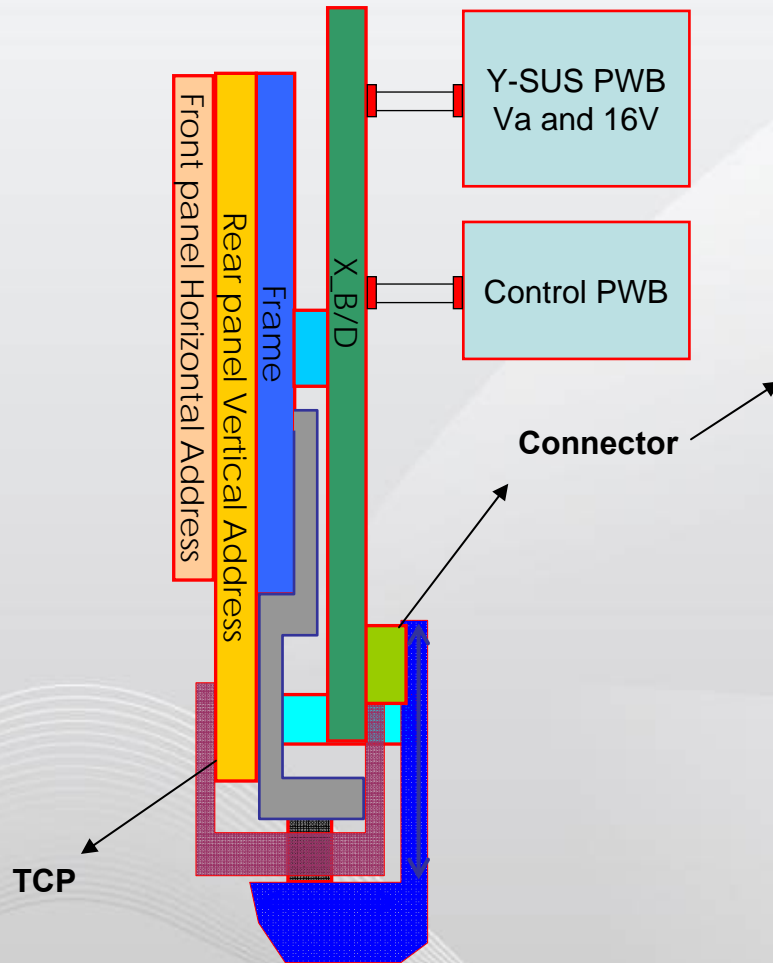 Y-SUS PWB
Va and 16V
Control PWB
Front panel Horizontal Address
Rear panel Vertical Address
Frame
X_B/D
Connector
TCP